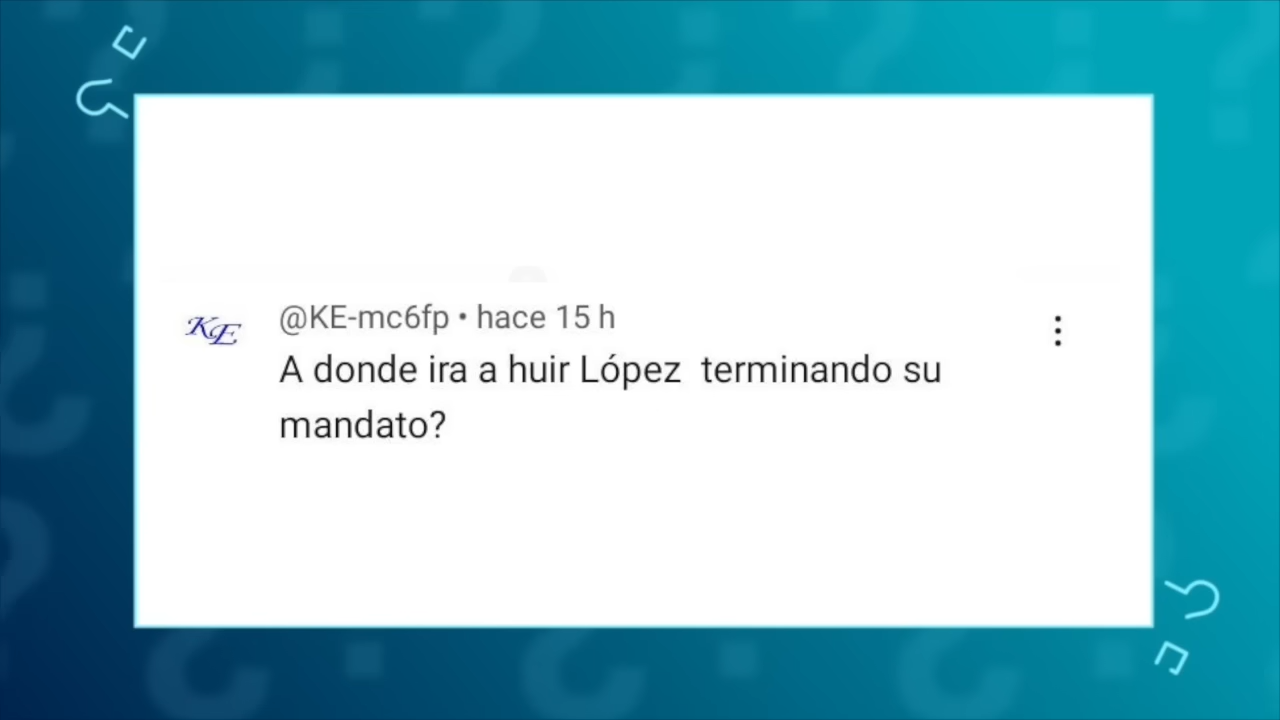 KE
@KE-mc6fp • hace 15 h
A donde ira a huir López  terminando su
mandato?